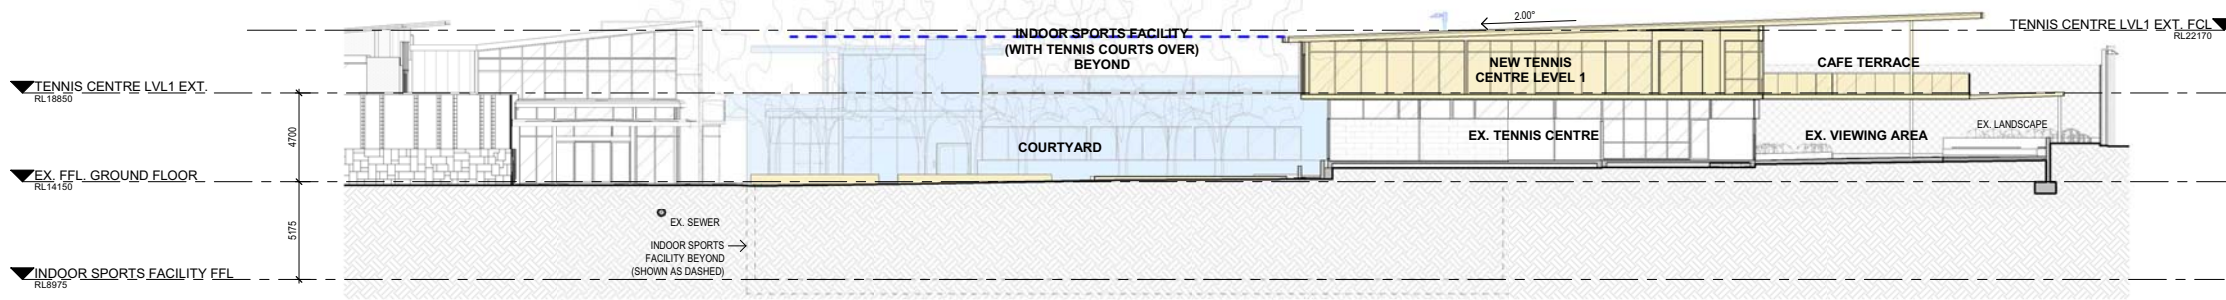 2.00°
TENNIS CENTRE LVL1 EXT. FCL
RL22170
INDOOR SPORTS FACILITY
(WITH TENNIS COURTS OVER)
BEYOND
NEW TENNIS
CENTRE LEVEL 1
CAFE TERRACE
TENNIS CENTRE LVL1 EXT.
RL18850
4700
COURTYARD
EX. TENNIS CENTRE
EX. VIEWING AREA
EX. LANDSCAPE
EX. FFL. GROUND FLOOR
RL14150
5175
EX. SEWER
INDOOR SPORTS
FACILITY BEYOND
(SHOWN AS DASHED)
INDOOR SPORTS FACILITY FFL
RL8975